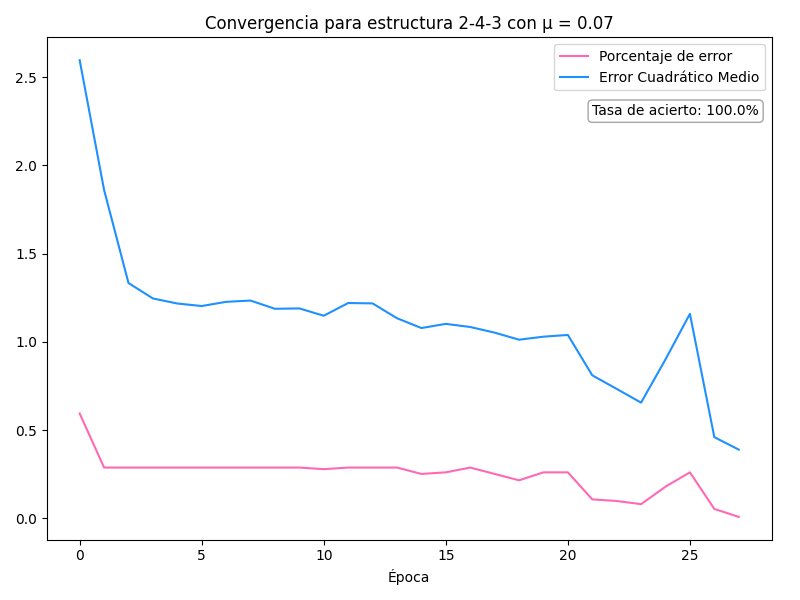 Convergencia para estructura 2-4-3 con μ = 0.07
Porcentaje de error
Error Cuadrático Medio
Tasa de acierto: 100.0%
2.5
2.0
1.5
1.0
0.5
0.0
0 5 10 15 20 25
Época